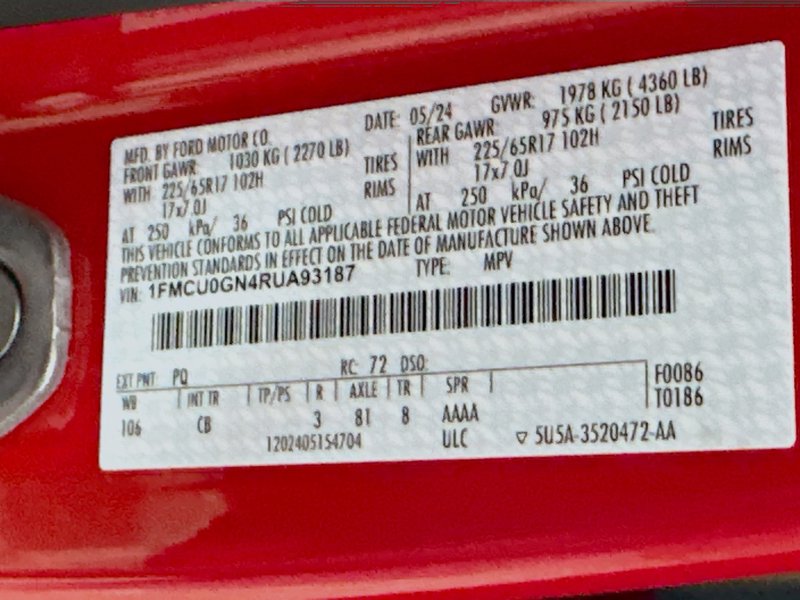 MFD. BY FORD MOTOR CO. DATE: 05/24 GVWR: 1978 KG ( 4360 LB)
FRONT GAWR: 1030 KG ( 2270 LB) REAR GAWR: 975 KG ( 2150 LB)
WITH 225/65R17 102H TIRES WITH 225/65R17 102H TIRES
17x7.0J RIMS 17x7.0J RIMS
AT 250 kPa/ 36 PSI COLD AT 250 kPa/ 36 PSI COLD
THIS VEHICLE CONFORMS TO ALL APPLICABLE FEDERAL MOTOR VEHICLE SAFETY AND THEFT
PREVENTION STANDARDS IN EFFECT ON THE DATE OF MANUFACTURE SHOWN ABOVE.
VIN: 1FMCU0GN4RUA93187 TYPE: MPV
EXT PNT PQ RC: 72 DSO: F0086
WB INT TR TP/PS R AXLE TR SPR T0186
106 CB 3 81 8 AAAA
1202405154704 ULC ▽ 5U5A-3520472-AA